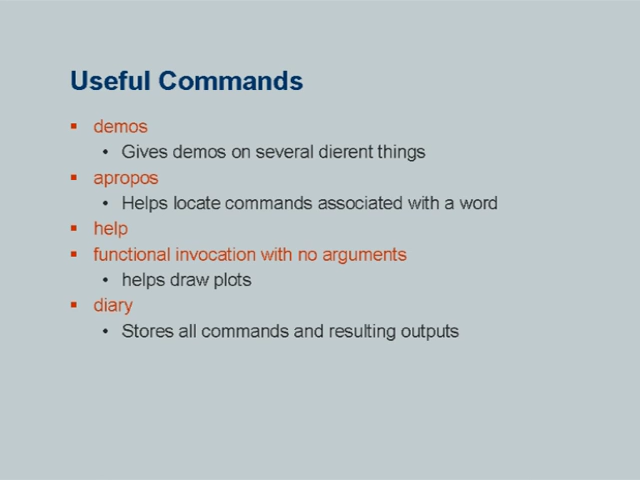 Useful Commands
▪ demos
• Gives demos on several dierent things
▪ apropos
• Helps locate commands associated with a word
▪ help
▪ functional invocation with no arguments
• helps draw plots
▪ diary
• Stores all commands and resulting outputs